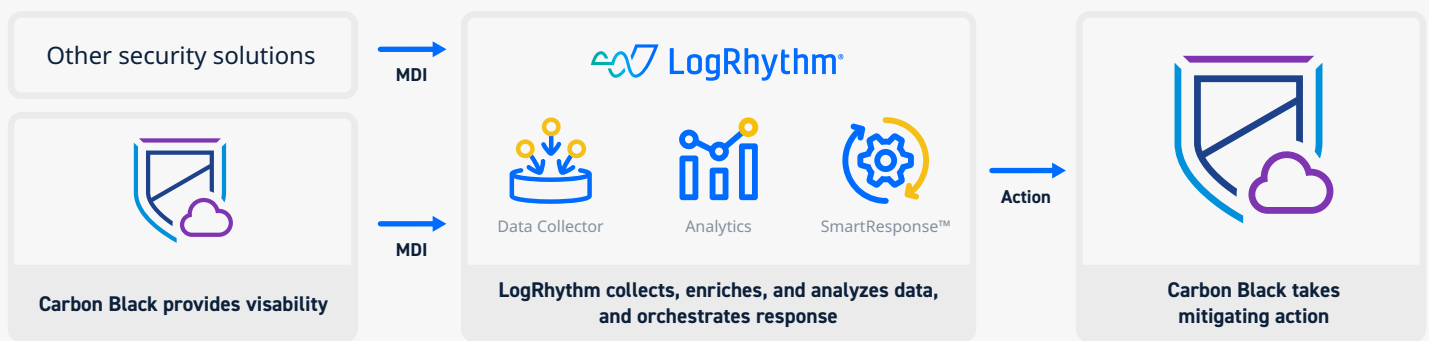 Other security solutions
MDI
Carbon Black provides visability
MDI
LogRhythm®
Data Collector
Analytics
SmartResponse™
LogRhythm collects, enriches, and analyzes data,
and orchestrates response
Action
Carbon Black takes
mitigating action